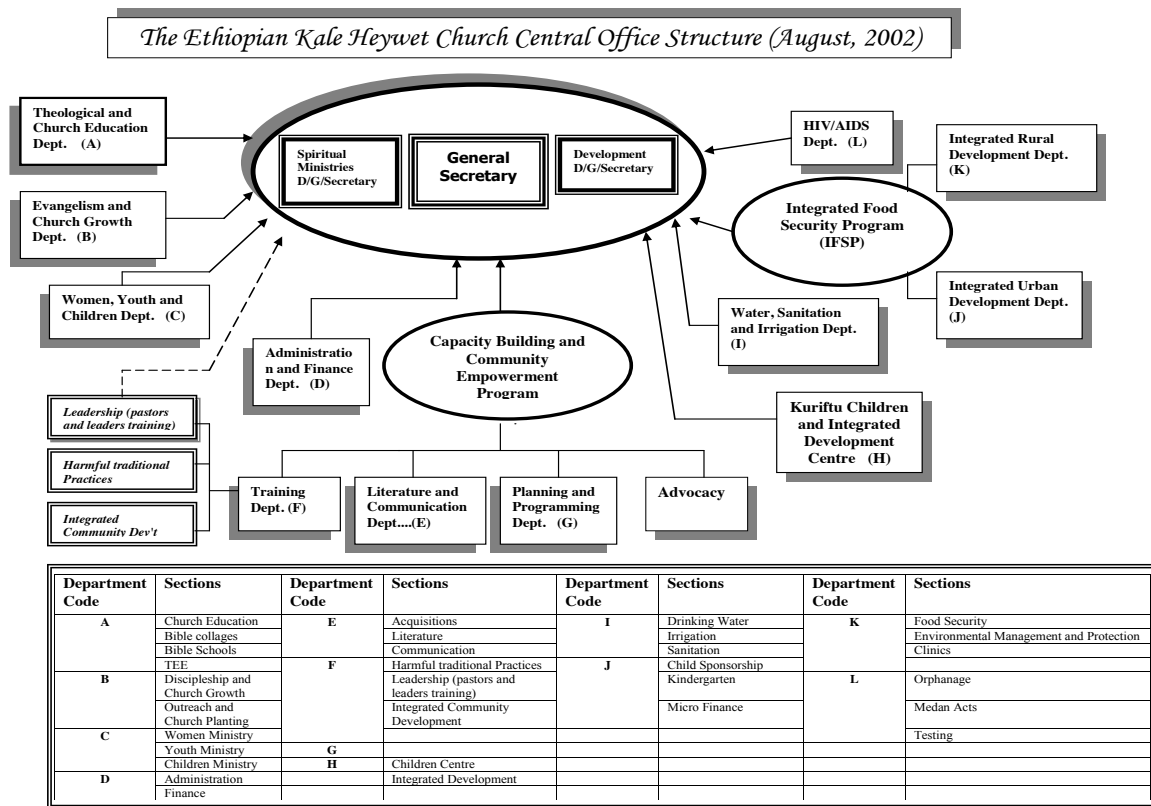 The Ethiopian Kale Heywet Church Central Office Structure (August, 2002)
Theological and
Church Education
Dept. (A)
Spiritual
Ministries
D/G/Secretary
General
Secretary
Development
D/G/Secretary
HIV/AIDS
Dept. (L)
Integrated Rural
Development Dept.
(K)
Evangelism and
Church Growth
Dept. (B)
Integrated Food
Security Program
(IFSP)
Women, Youth and
Children Dept. (C)
Integrated Urban
Development Dept.
(J)
Water, Sanitation
and Irrigation Dept.
(I)
Administratio
n and Finance
Dept. (D)
Capacity Building and
Community
Empowerment
Program
Kuriftu Children
and Integrated
Development
Centre (H)
Leadership (pastors
and leaders training)
Harmful traditional
Practices
Integrated
Community Dev't
Training
Dept. (F)
Literature and
Communication
Dept....(E)
Planning and
Programming
Dept. (G)
Advocacy
Department Code Sections Department Code Sections Department Code Sections Department Code Sections
A Church Education E Acquisitions I Drinking Water K Food Security
Bible collages Literature Irrigation Environmental Management and Protection
Bible Schools Communication Sanitation Clinics
TEE F Harmful traditional Practices J Child Sponsorship
B Discipleship and Church Growth Leadership (pastors and leaders training) Kindergarten L Orphanage
Outreach and Church Planting Integrated Community Development Micro Finance Medan Acts
C Women Ministry Testing
Youth Ministry G
Children Ministry H Children Centre
D Administration Integrated Development
Finance